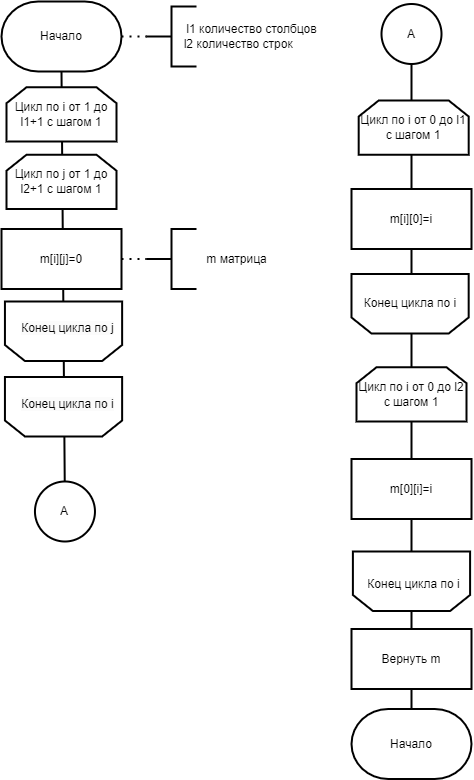 Начало
l1 количество столбцов
l2 количество строк
Цикл по i от 1 до
l1+1 с шагом 1
Цикл по j от 1 до
l2+1 с шагом 1
m[i][j]=0
m матрица
Конец цикла по j
Конец цикла по i
A
A
Цикл по i от 0 до l1
с шагом 1
m[i][0]=i
Конец цикла по i
Цикл по i от 0 до l2
с шагом 1
m[0][i]=i
Конец цикла по i
Вернуть m
Начало